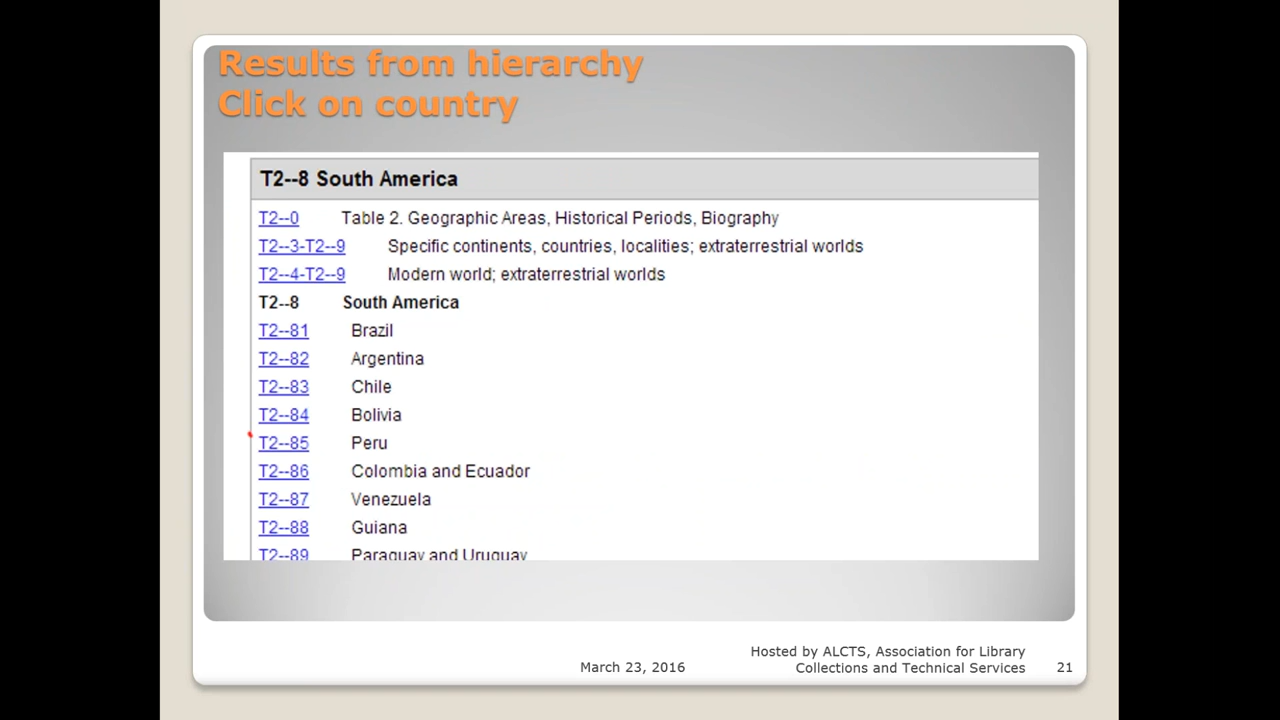 Results from hierarchy
Click on country
T2--8 South America
T2--0 Table 2. Geographic Areas, Historical Periods, Biography
T2--3-T2--9 Specific continents, countries, localities; extraterrestrial worlds
T2--4-T2--9 Modern world; extraterrestrial worlds
T2--8 South America
T2--81 Brazil
T2--82 Argentina
T2--83 Chile
T2--84 Bolivia
T2--85 Peru
T2--86 Colombia and Ecuador
T2--87 Venezuela
T2--88 Guiana
T2--89 Paraguay and Uruguay
March 23, 2016
Hosted by ALCTS, Association for Library
Collections and Technical Services
21